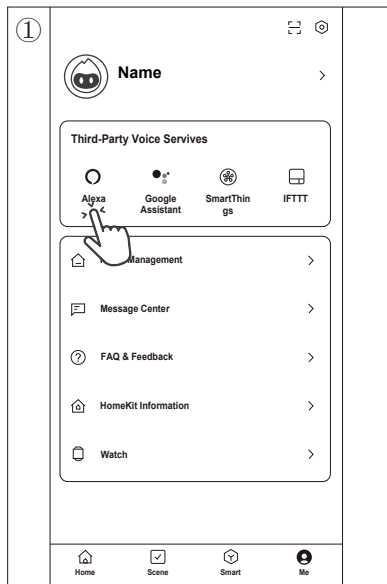 ①
Name
Third-Party Voice Servives
Alexa
Google
Assistant
SmartThin
gs
IFTTT
Management
Message Center
FAQ & Feedback
HomeKit Information
Watch
Home
Scene
Smart
Me